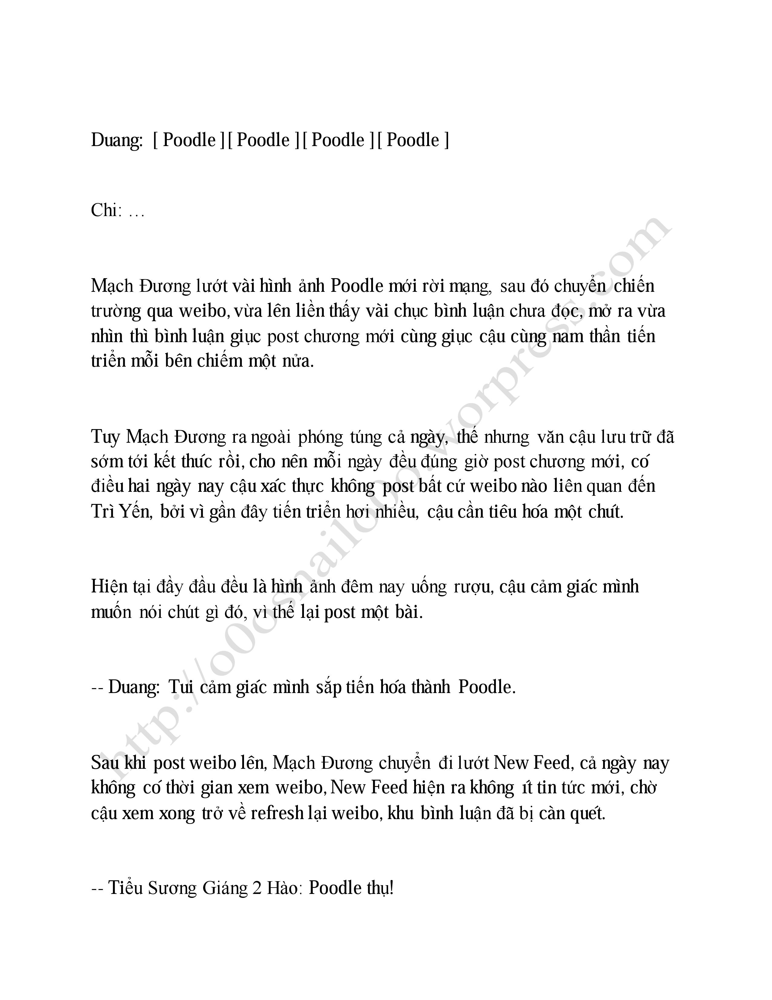 Duang: [ Poodle ] [ Poodle ] [ Poodle ] [ Poodle ]
Chi: …
Mạch Đương lướt vài hình ảnh Poodle mới rời mạng, sau đó chuyển chiến
trường qua weibo, vừa lên liền thấy vài chục bình luận chưa đọc, mở ra vừa
nhìn thì bình luận giục post chương mới cùng giục cậu cùng nam thần tiến
triển mỗi bên chiếm một nửa.
Tuy Mạch Đương ra ngoài phóng túng cả ngày, thế nhưng văn cậu lưu trữ đã
sớm tới kết thúc rồi, cho nên mỗi ngày đều đúng giờ post chương mới, có
điều hai ngày nay cậu xác thực không post bất cứ weibo nào liên quan đến
Trì Yến, bởi vì gần đây tiến triển hơi nhiều, cậu cần tiêu hóa một chút.
Hiện tại đầy đầu đều là hình ảnh đêm nay uống rượu, cậu cảm giác mình
muốn nói chút gì đó, vì thế lại post một bài.
-- Duang: Tui cảm giác mình sắp tiến hóa thành Poodle.
Sau khi post weibo lên, Mạch Đương chuyển đi lướt New Feed, cả ngày nay
không có thời gian xem weibo, New Feed hiện ra không ít tin tức mới, chờ
cậu xem xong trở về refresh lại weibo, khu bình luận đã bị càn quét.
-- Tiểu Sương Giáng 2 Hào: Poodle thụ!
http://o0osnailo0o.worpress.com